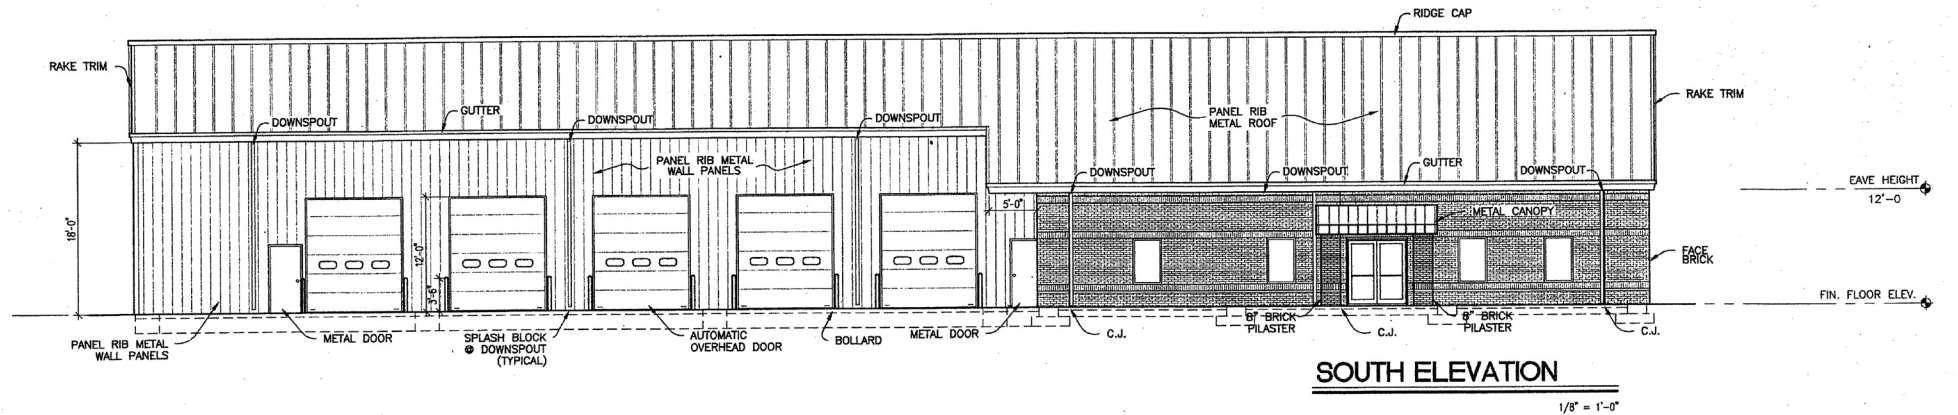 RIDGE CAP
RAKE TRIM
RAKE TRIM
GUTTER
DOWNSPOUT
DOWNSPOUT
DOWNSPOUT
PANEL RIB
METAL ROOF
PANEL RIB METAL
WALL PANELS
DOWNSPOUT
DOWNSPOUT
GUTTER
DOWNSPOUT
EAVE HEIGHT
12'-0
18'-0"
5'-0"
METAL CANOPY
12'-0"
3'-6"
FACE
BRICK
FIN. FLOOR ELEV.
PANEL RIB METAL
WALL PANELS
METAL DOOR
SPLASH BLOCK
@ DOWNSPOUT
(TYPICAL)
AUTOMATIC
OVERHEAD DOOR
BOLLARD
METAL DOOR
C.J.
8" BRICK
PILASTER
C.J.
8" BRICK
PILASTER
C.J.
SOUTH ELEVATION
1/8" = 1'-0"